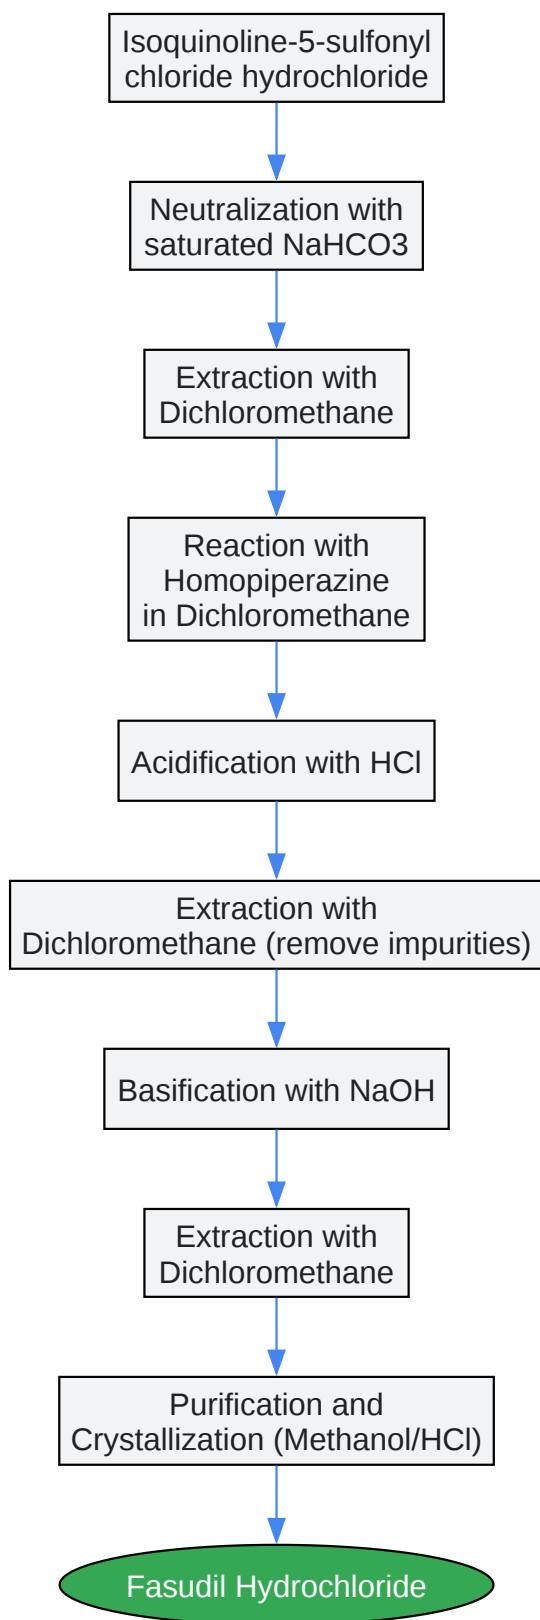 Isoquinoline-5-sulfonyl
chloride hydrochloride
Neutralization with
saturated NaHCO3
Extraction with
Dichloromethane
Reaction with
Homopiperazine
in Dichloromethane
Acidification with HCl
Extraction with
Dichloromethane (remove impurities)
Basification with NaOH
Extraction with
Dichloromethane
Purification and
Crystallization (Methanol/HCl)
Fasudil Hydrochloride